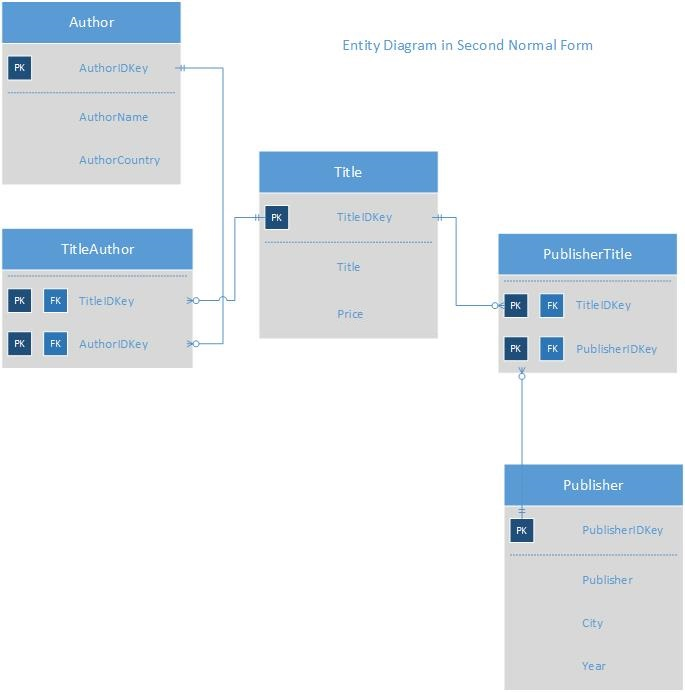 Entity Diagram in Second Normal Form
Author
PK AuthorIDKey
AuthorName
AuthorCountry
TitleAuthor
PK FK TitleIDKey
PK FK AuthorIDKey
Title
PK TitleIDKey
Title
Price
PublisherTitle
PK FK TitleIDKey
PK FK PublisherIDKey
Publisher
PK PublisherIDKey
Publisher
City
Year